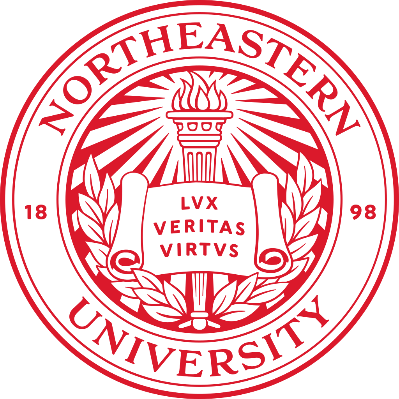 NORTHEASTERN
18 98
LVX
VERITAS
VIRTVS
UNIVERSITY